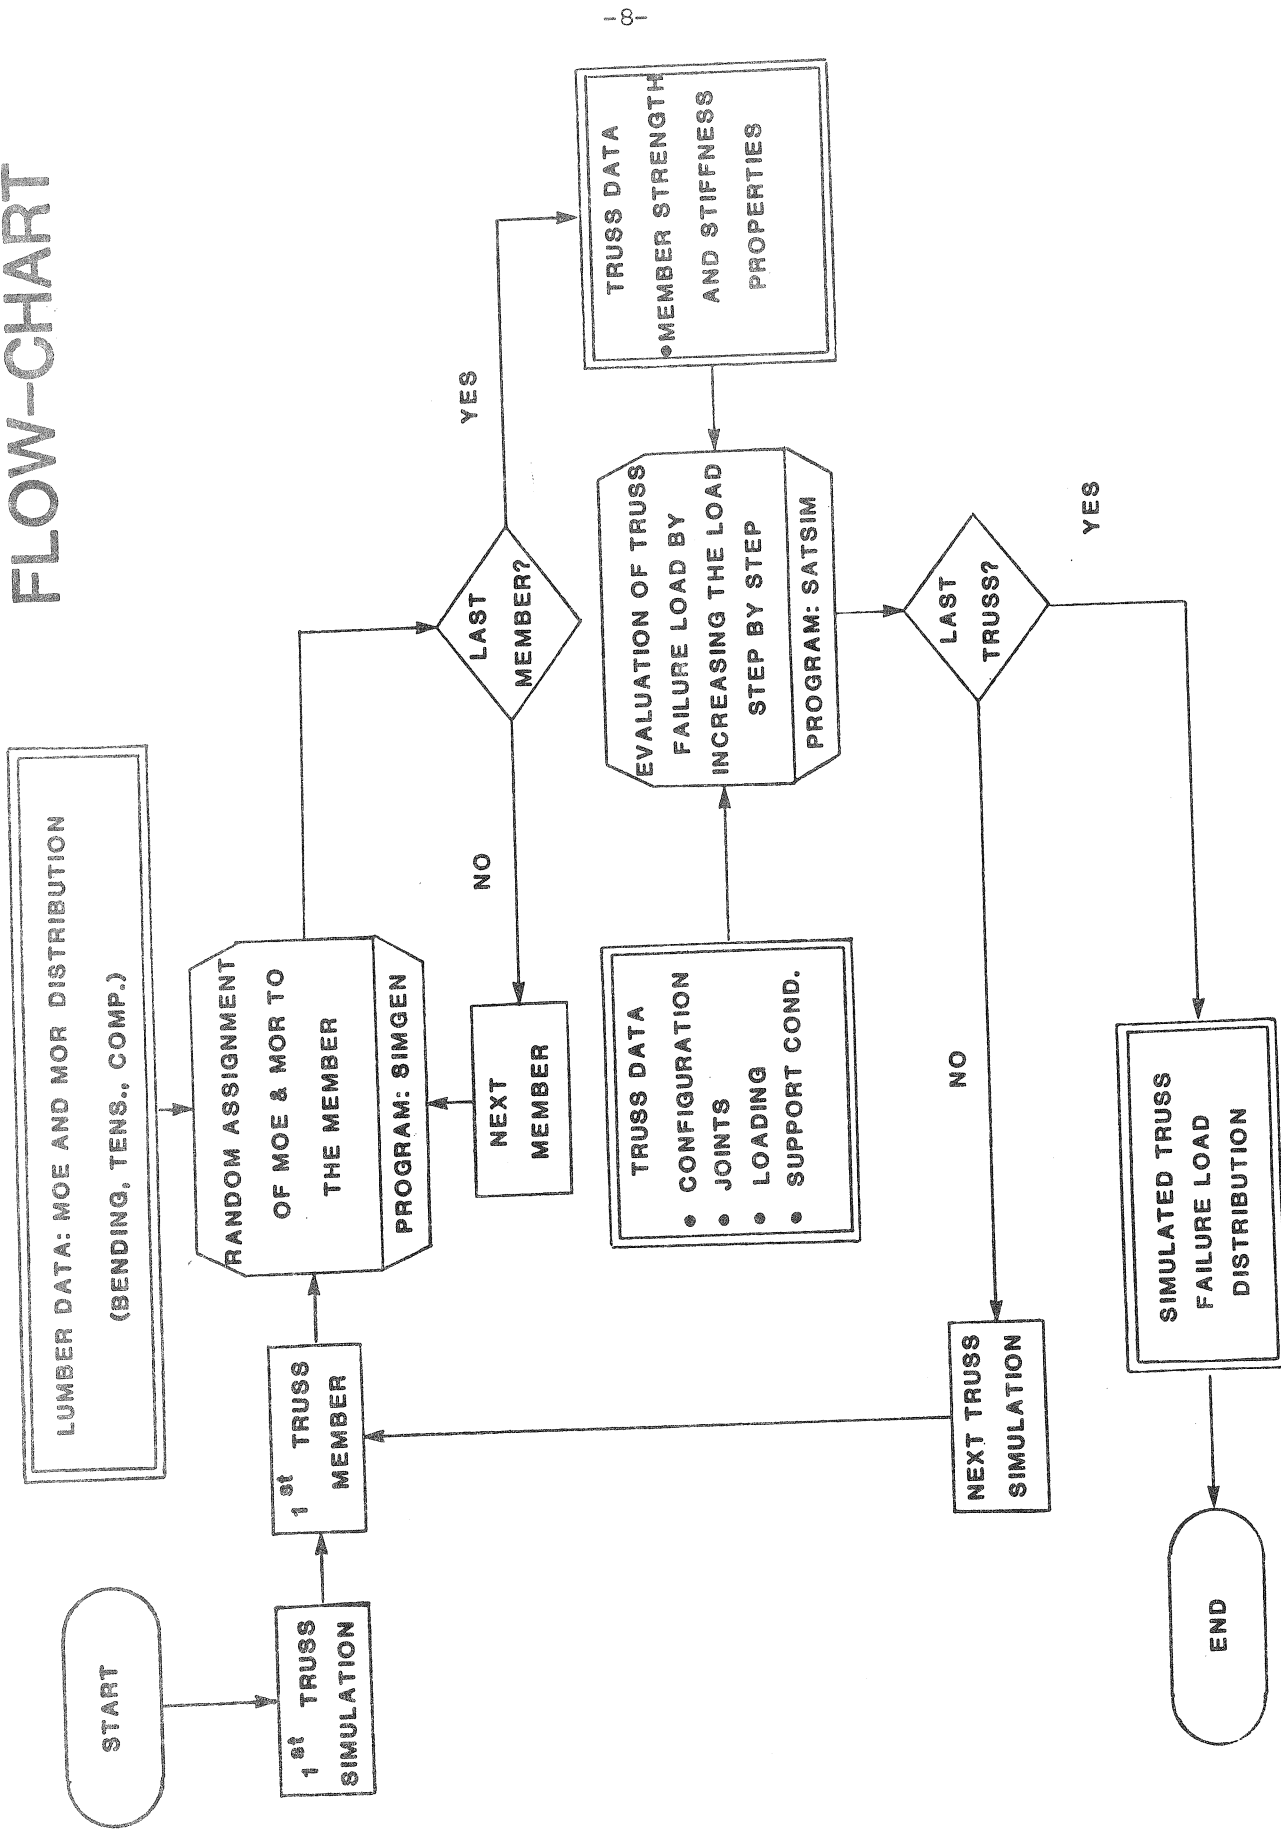 -8-
FLOW-CHART
START
1st TRUSS
SIMULATION
1st TRUSS
MEMBER
LUMBER DATA: MOE AND MOR DISTRIBUTION
(BENDING, TENS., COMP.)
RANDOM ASSIGNMENT
OF MOE & MOR TO
THE MEMBER
PROGRAM: SIMGEN
NEXT
MEMBER
NO
LAST
MEMBER?
YES
TRUSS DATA
●MEMBER STRENGTH
AND STIFFNESS
PROPERTIES
TRUSS DATA
● CONFIGURATION
● JOINTS
● LOADING
● SUPPORT COND.
EVALUATION OF TRUSS
FAILURE LOAD BY
INCREASING THE LOAD
STEP BY STEP
PROGRAM: SATSIM
LAST
TRUSS?
NO
YES
NEXT TRUSS
SIMULATION
SIMULATED TRUSS
FAILURE LOAD
DISTRIBUTION
END